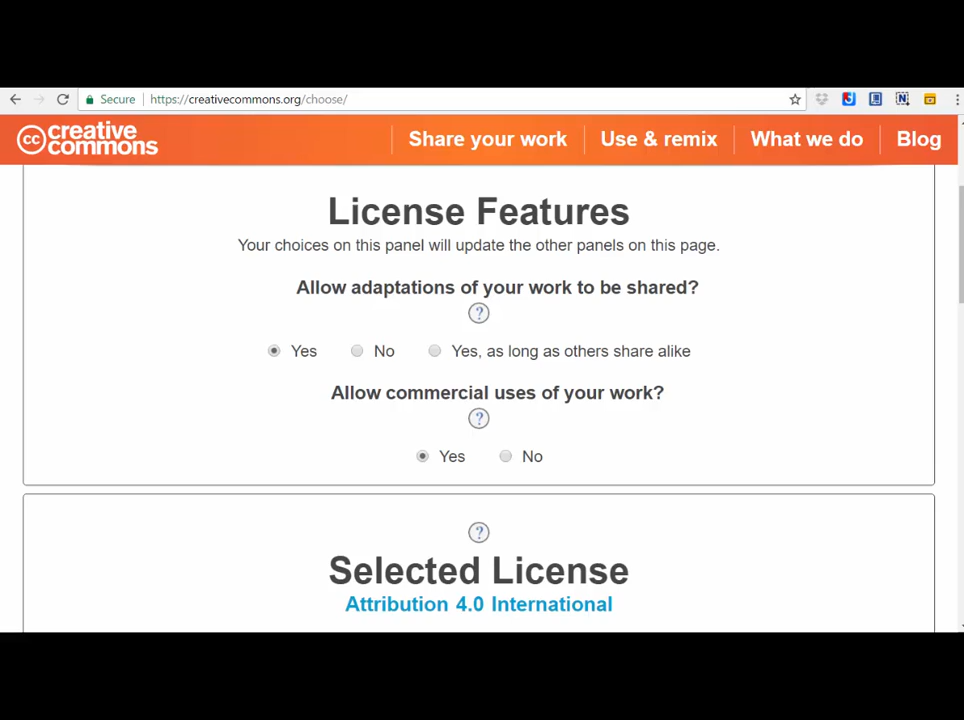 Secure https://creativecommons.org/choose/
cc creative commons
Share your work Use & remix What we do Blog
License Features
Your choices on this panel will update the other panels on this page.
Allow adaptations of your work to be shared?
?
Yes No Yes, as long as others share alike
Allow commercial uses of your work?
?
Yes No
?
Selected License
Attribution 4.0 International